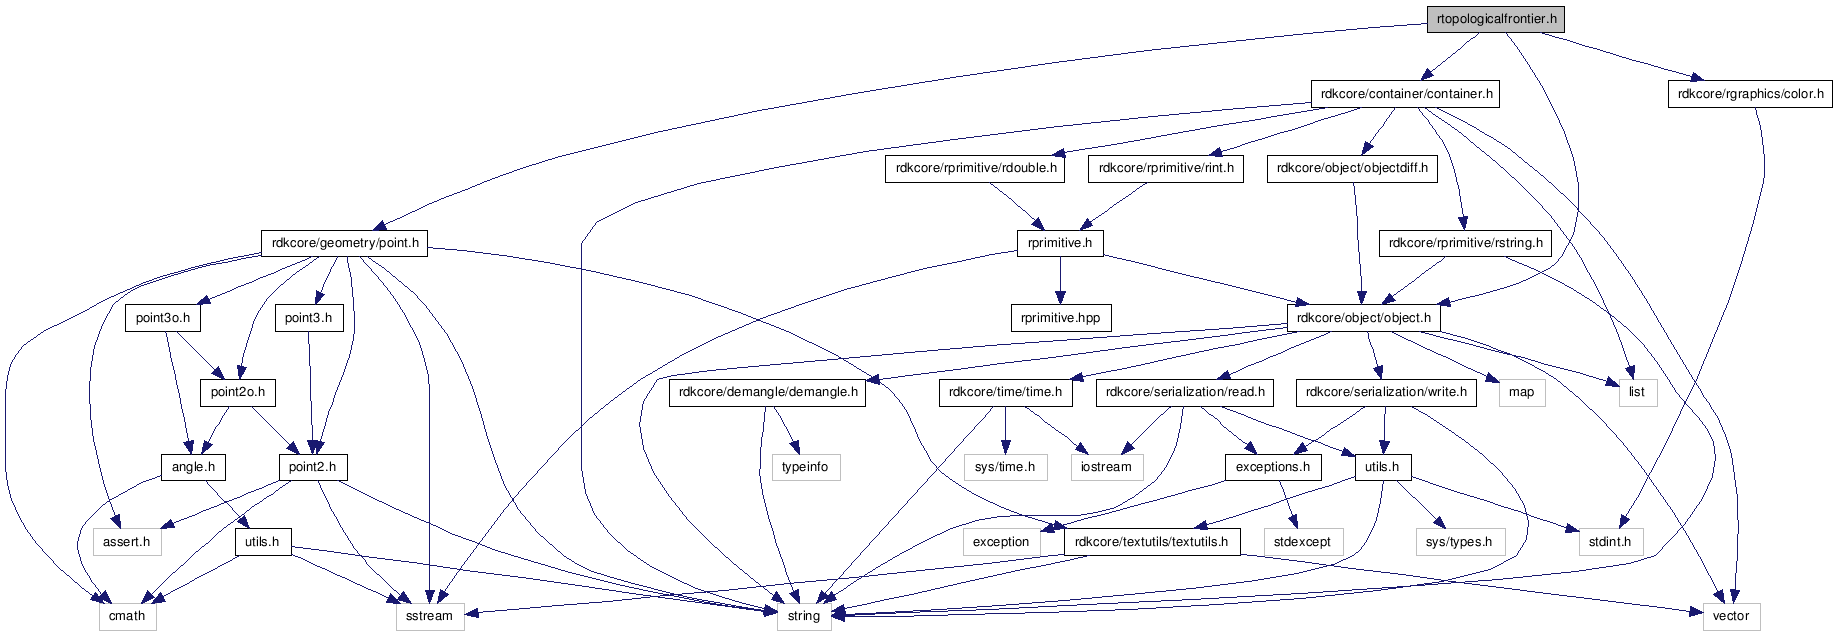 rtopologicalfrontier.h
rdkcore/container/container.h
rdkcore/rgraphics/color.h
rdkcore/rprimitive/rdouble.h
rdkcore/rprimitive/rint.h
rdkcore/object/objectdiff.h
rdkcore/geometry/point.h
rprimitive.h
rdkcore/rprimitive/rstring.h
point3o.h
point3.h
rprimitive.hpp
rdkcore/object/object.h
point2o.h
rdkcore/demangle/demangle.h
rdkcore/time/time.h
rdkcore/serialization/read.h
rdkcore/serialization/write.h
map
list
angle.h
point2.h
typeinfo
sys/time.h
iostream
exceptions.h
utils.h
assert.h
utils.h
exception
rdkcore/textutils/textutils.h
stdexcept
sys/types.h
stdint.h
cmath
sstream
string
vector